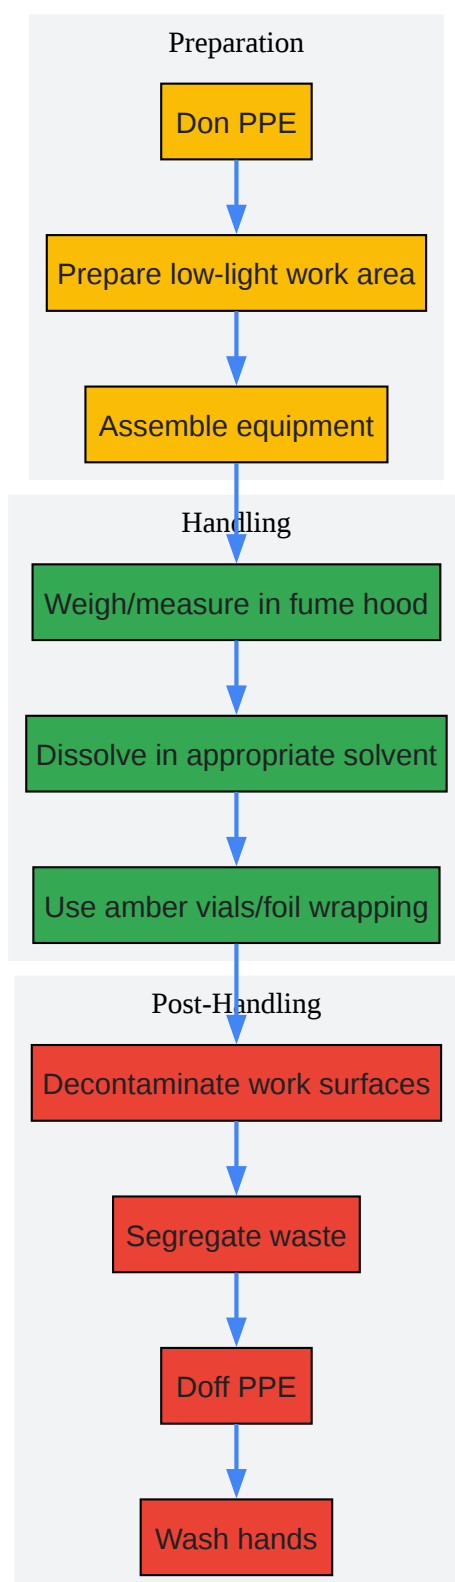 Preparation
Don PPE
Prepare low-light work area
Assemble equipment
Handling
Weigh/measure in fume hood
Dissolve in appropriate solvent
Use amber vials/foil wrapping
Post-Handling
Decontaminate work surfaces
Segregate waste
Doff PPE
Wash hands